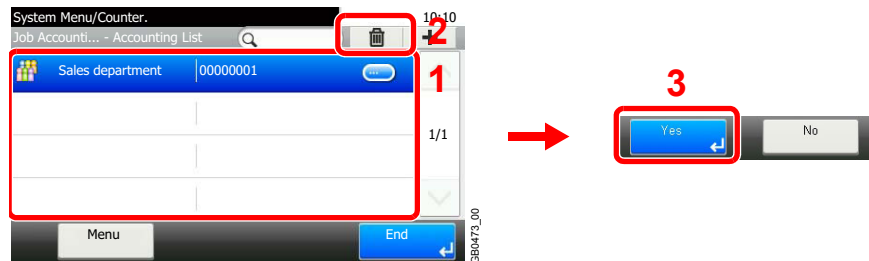 System Menu/Counter. 10:10
Job Accounti... - Accounting List
2
Sales department 00000001 ...
1
1/1
Menu End
GB0473_00
3
Yes No